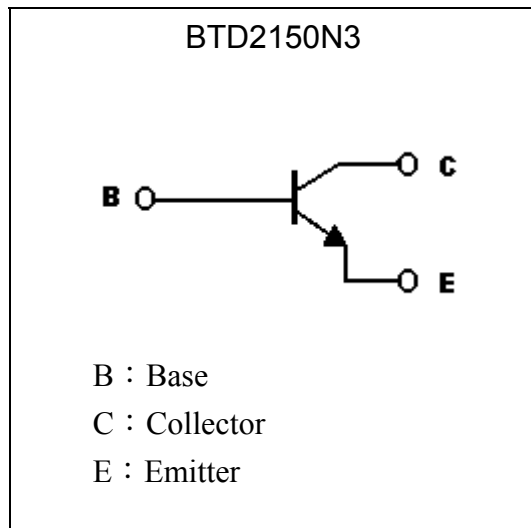 BTD2150N3
C
B
E
B：Base
C：Collector
E：Emitter